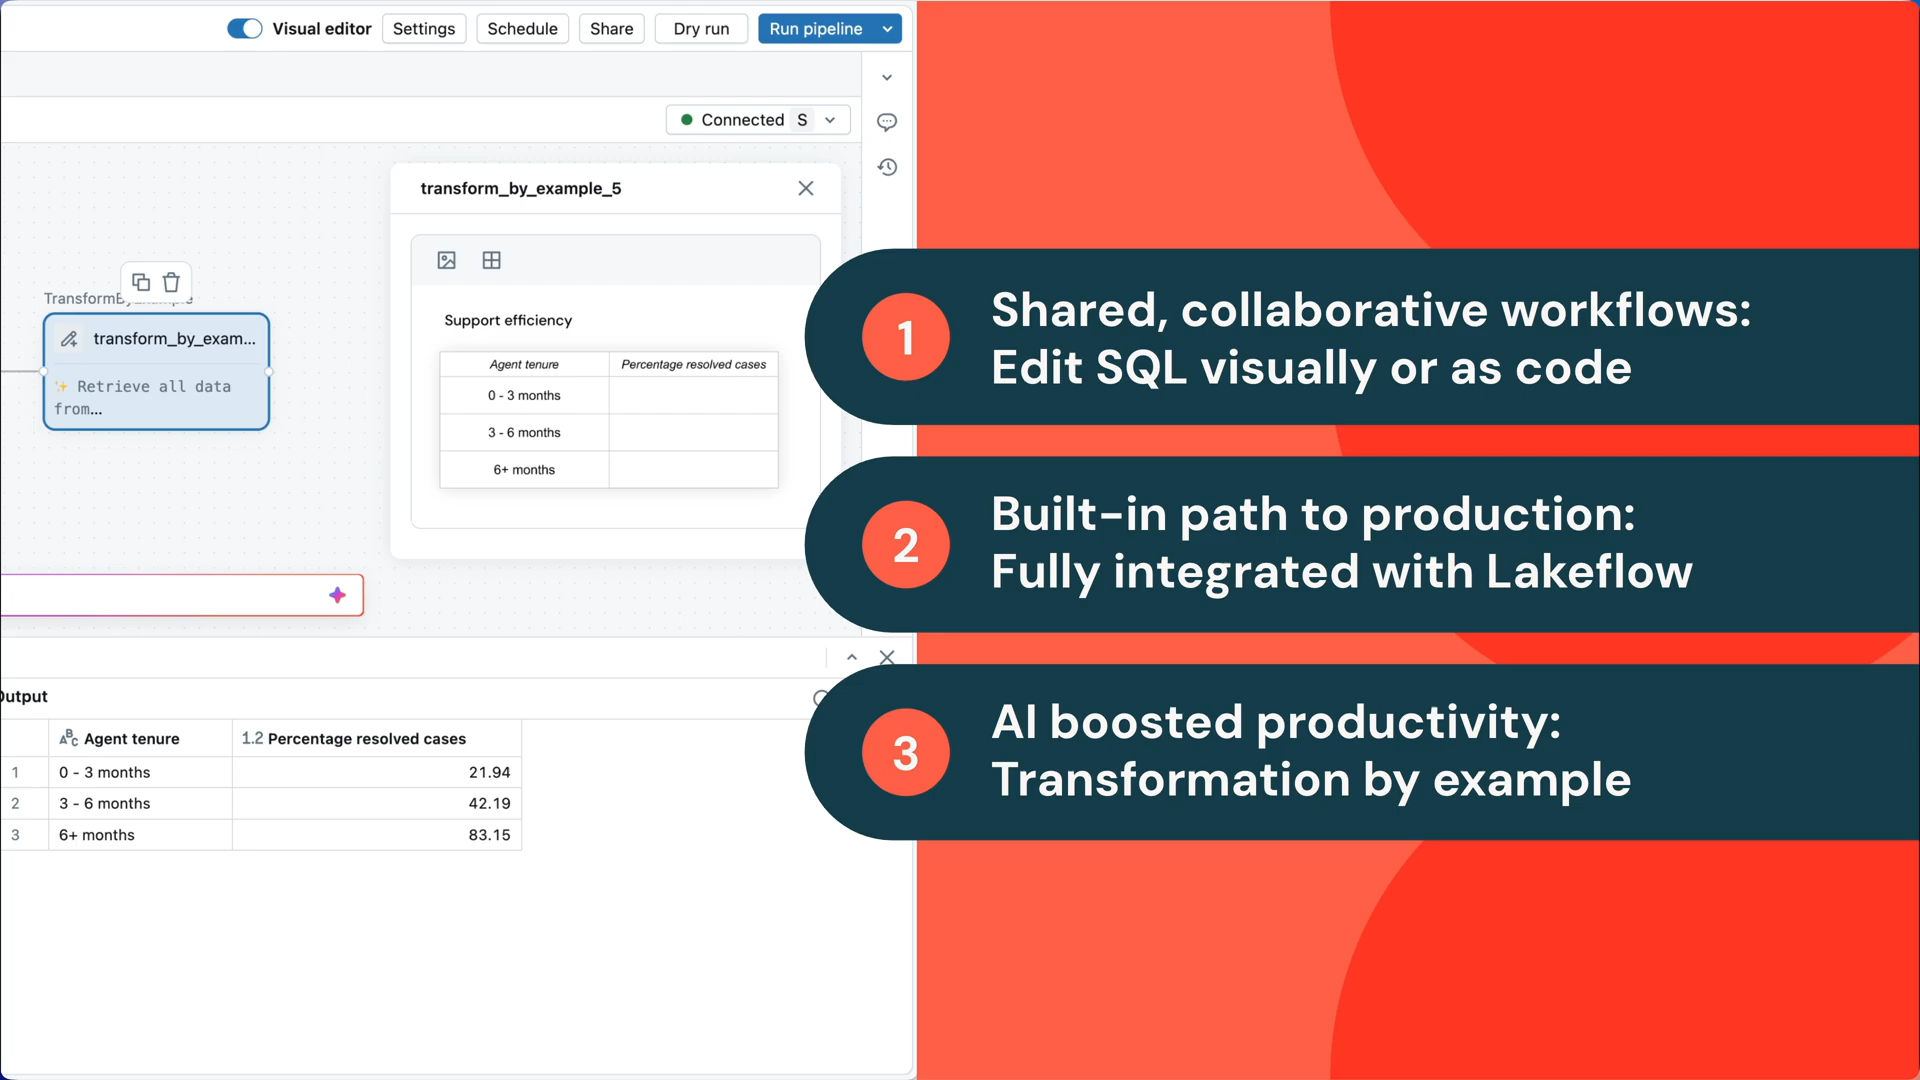 Visual editor
Settings
Schedule
Share
Dry run
Run pipeline
Connected S
transform_by_example_5
transform_by_exam...
Retrieve all data
from...
Support efficiency
Agent tenure Percentage resolved cases
0 - 3 months
3 - 6 months
6+ months
Output
Agent tenure 1.2 Percentage resolved cases
1 0 - 3 months 21.94
2 3 - 6 months 42.19
3 6+ months 83.15
1
Shared, collaborative workflows:
Edit SQL visually or as code
2
Built-in path to production:
Fully integrated with Lakeflow
3
AI boosted productivity:
Transformation by example